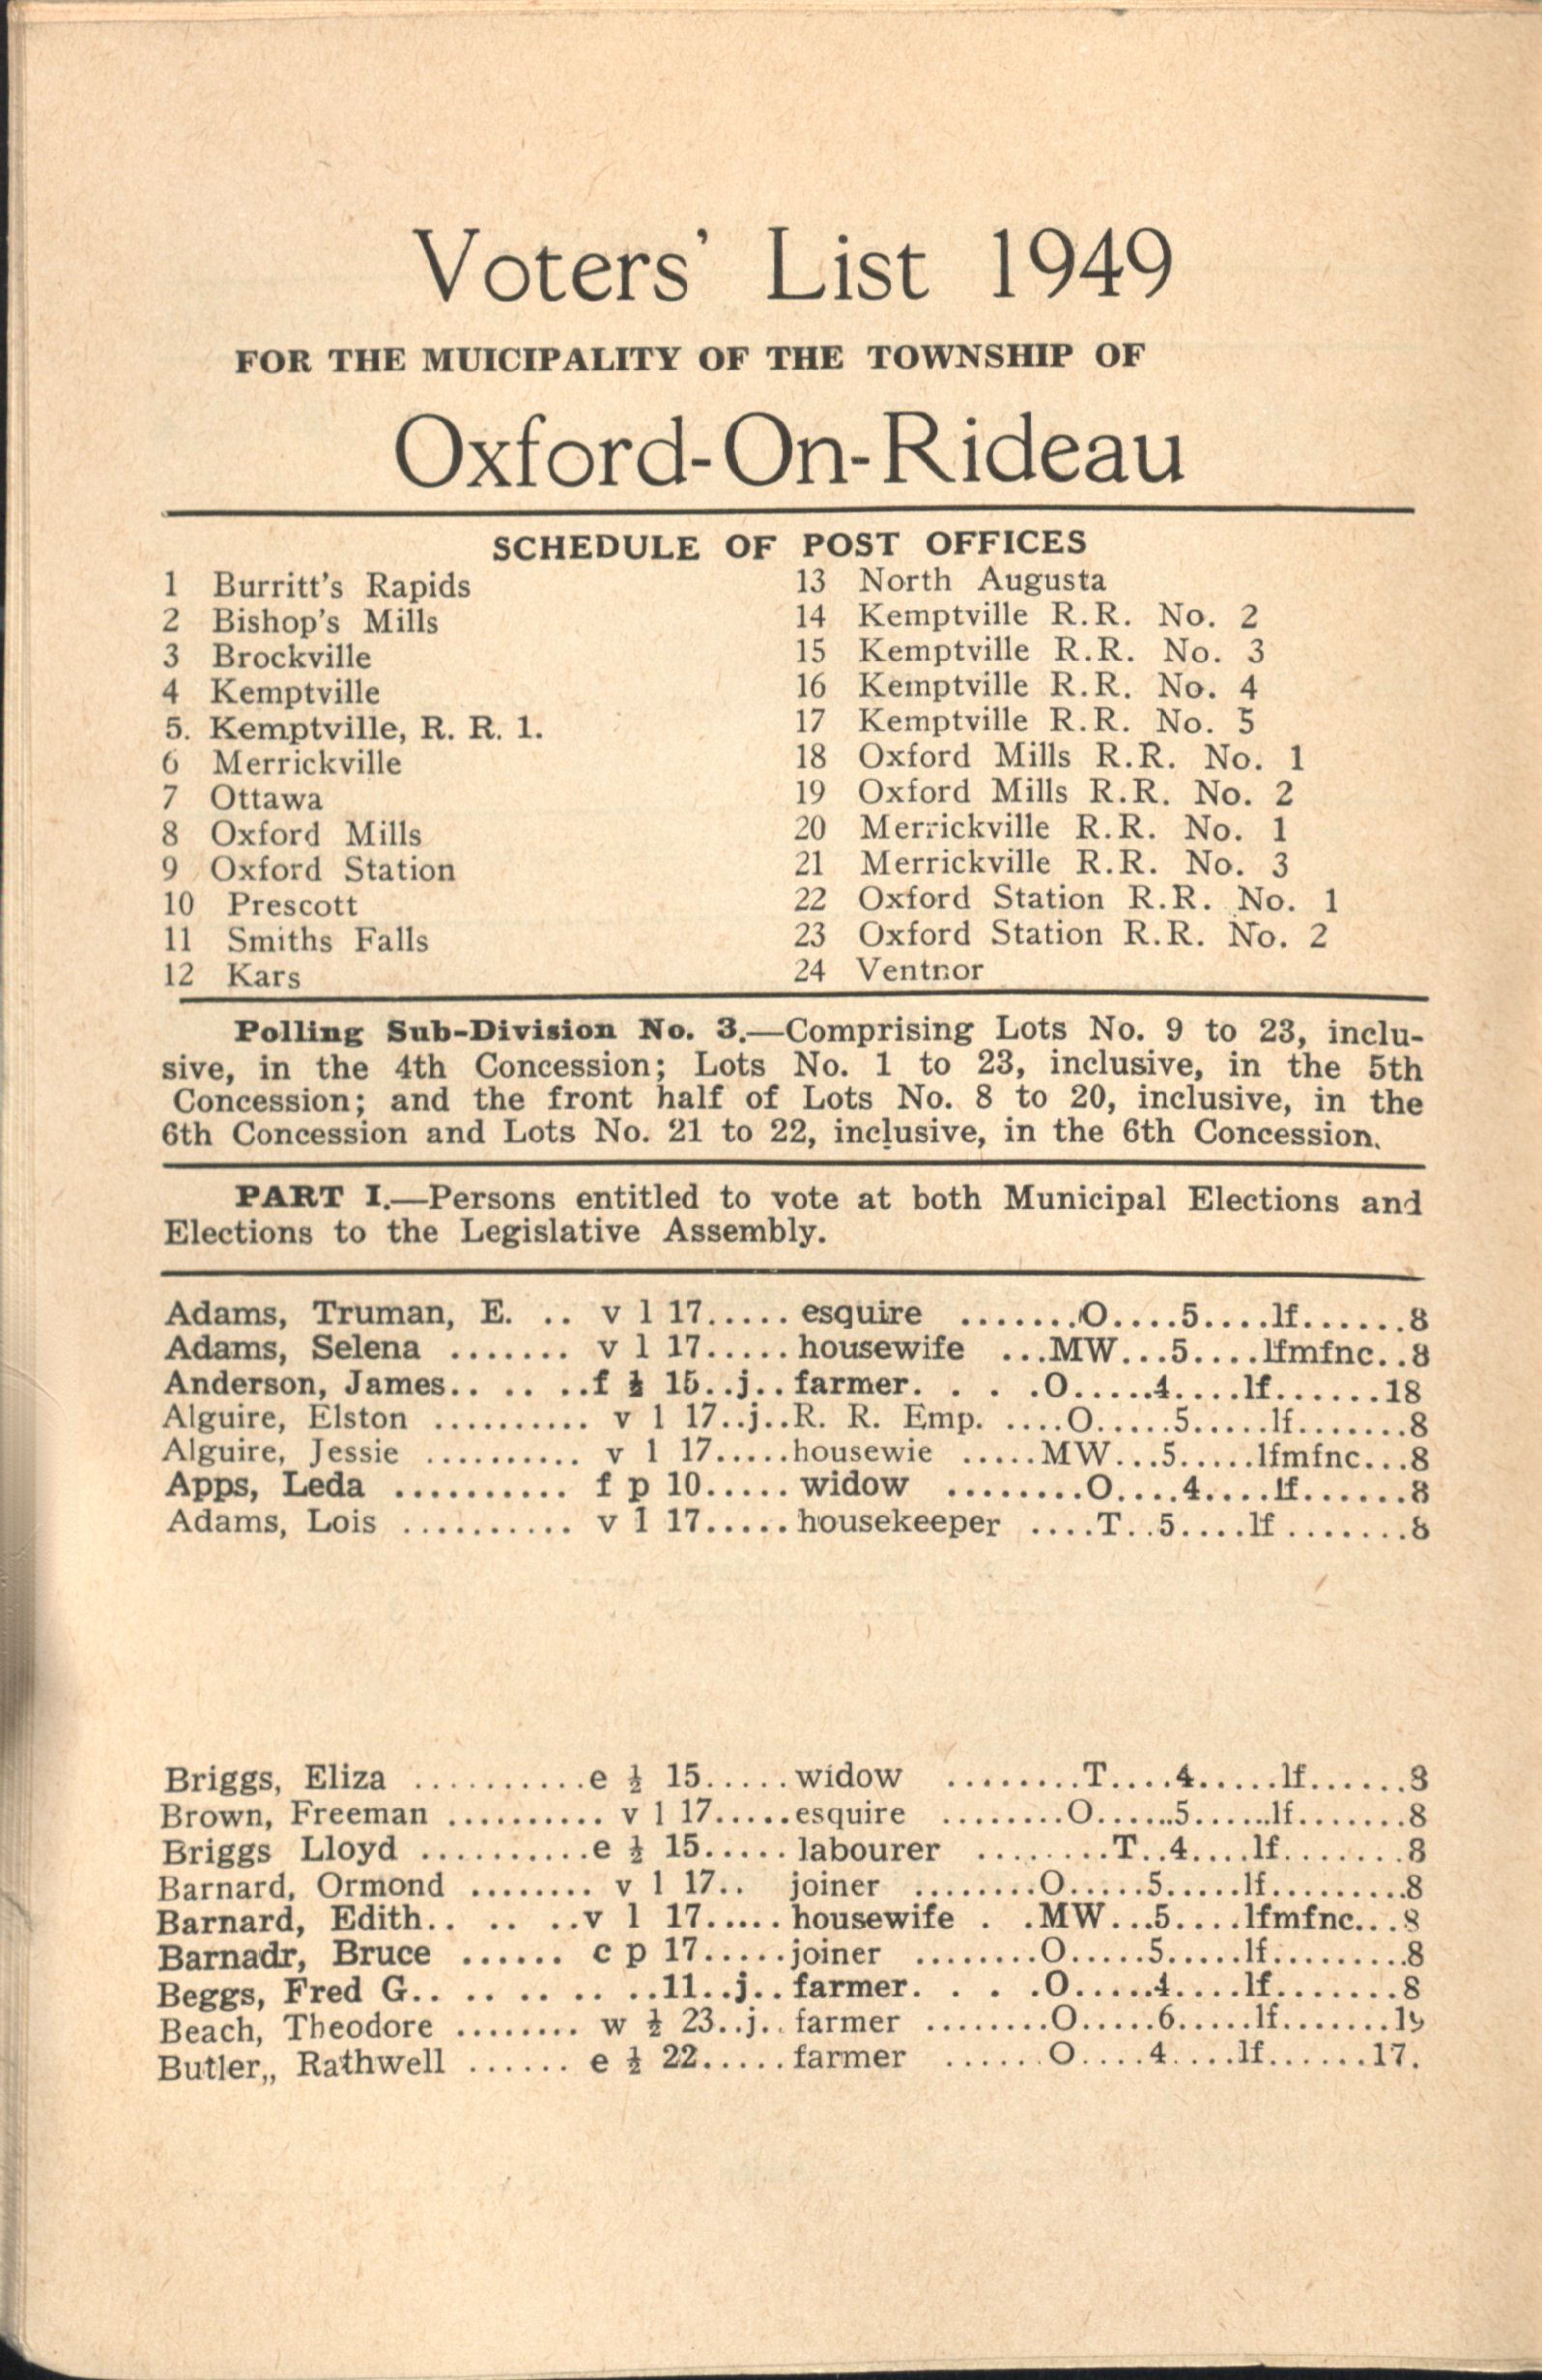 Voters' List 1949
FOR THE MUICIPALITY OF THE TOWNSHIP OF
Oxford-On-Rideau
SCHEDULE OF POST OFFICES
1 Burritt's Rapids
2 Bishop's Mills
3 Brockville
4 Kemptville
5. Kemptville, R. R. 1.
6 Merrickville
7 Ottawa
8 Oxford Mills
9 Oxford Station
10 Prescott
11 Smiths Falls
12 Kars
13 North Augusta
14 Kemptville R.R. No. 2
15 Kemptville R.R. No. 3
16 Kemptville R.R. No. 4
17 Kemptville R.R. No. 5
18 Oxford Mills R.R. No. 1
19 Oxford Mills R.R. No. 2
20 Merrickville R.R. No. 1
21 Merrickville R.R. No. 3
22 Oxford Station R.R. No. 1
23 Oxford Station R.R. No. 2
24 Ventnor
Polling Sub-Division No. 3.—Comprising Lots No. 9 to 23, inclu-
sive, in the 4th Concession; Lots No. 1 to 23, inclusive, in the 5th
Concession; and the front half of Lots No. 8 to 20, inclusive, in the
6th Concession and Lots No. 21 to 22, inclusive, in the 6th Concession.
PART I.—Persons entitled to vote at both Municipal Elections and
Elections to the Legislative Assembly.
Adams, Truman, E. .. v l 17..... esquire ........O....5....lf......8
Adams, Selena ....... v l 17.....housewife ...MW...5....lfmfnc..8
Anderson, James.. .. ..f ½ 15..j.. farmer. . . .O.....4....lf......18
Alguire, Elston .......... v l 17..j..R. R. Emp. ....O.....5.....lf.......8
Alguire, Jessie .......... v l 17.....housewie .....MW...5.....lfmfnc...8
Apps, Leda .......... f p 10..... widow ........O....4....lf.......8
Adams, Lois .......... v l 17.....housekeeper ....T..5....lf.......8
Briggs, Eliza ..........e ½ 15......widow ........T....4......lf......8
Brown, Freeman .......... v l 17.....esquire ........O......5......lf.......8
Briggs Lloyd ..........e ½ 15..... labourer ........T..4....lf........8
Barnard, Ormond ........ v l 17.. joiner ........O.....5.....lf.........8
Barnard, Edith.. .. ..v l 17..... housewife . .MW...5....lfmfnc...8
Barnadr, Bruce ...... c p 17.....joiner ........O.....5.....lf.........8
Beggs, Fred G.. .. .. .. ..11..j.. farmer. . . .O.....4....lf........8
Beach, Theodore ........ w ½ 23..j.. farmer ........O.....6.....lf.......19
Butler,, Rathwell ...... e ½ 22.....farmer ......O....4....lf......17.